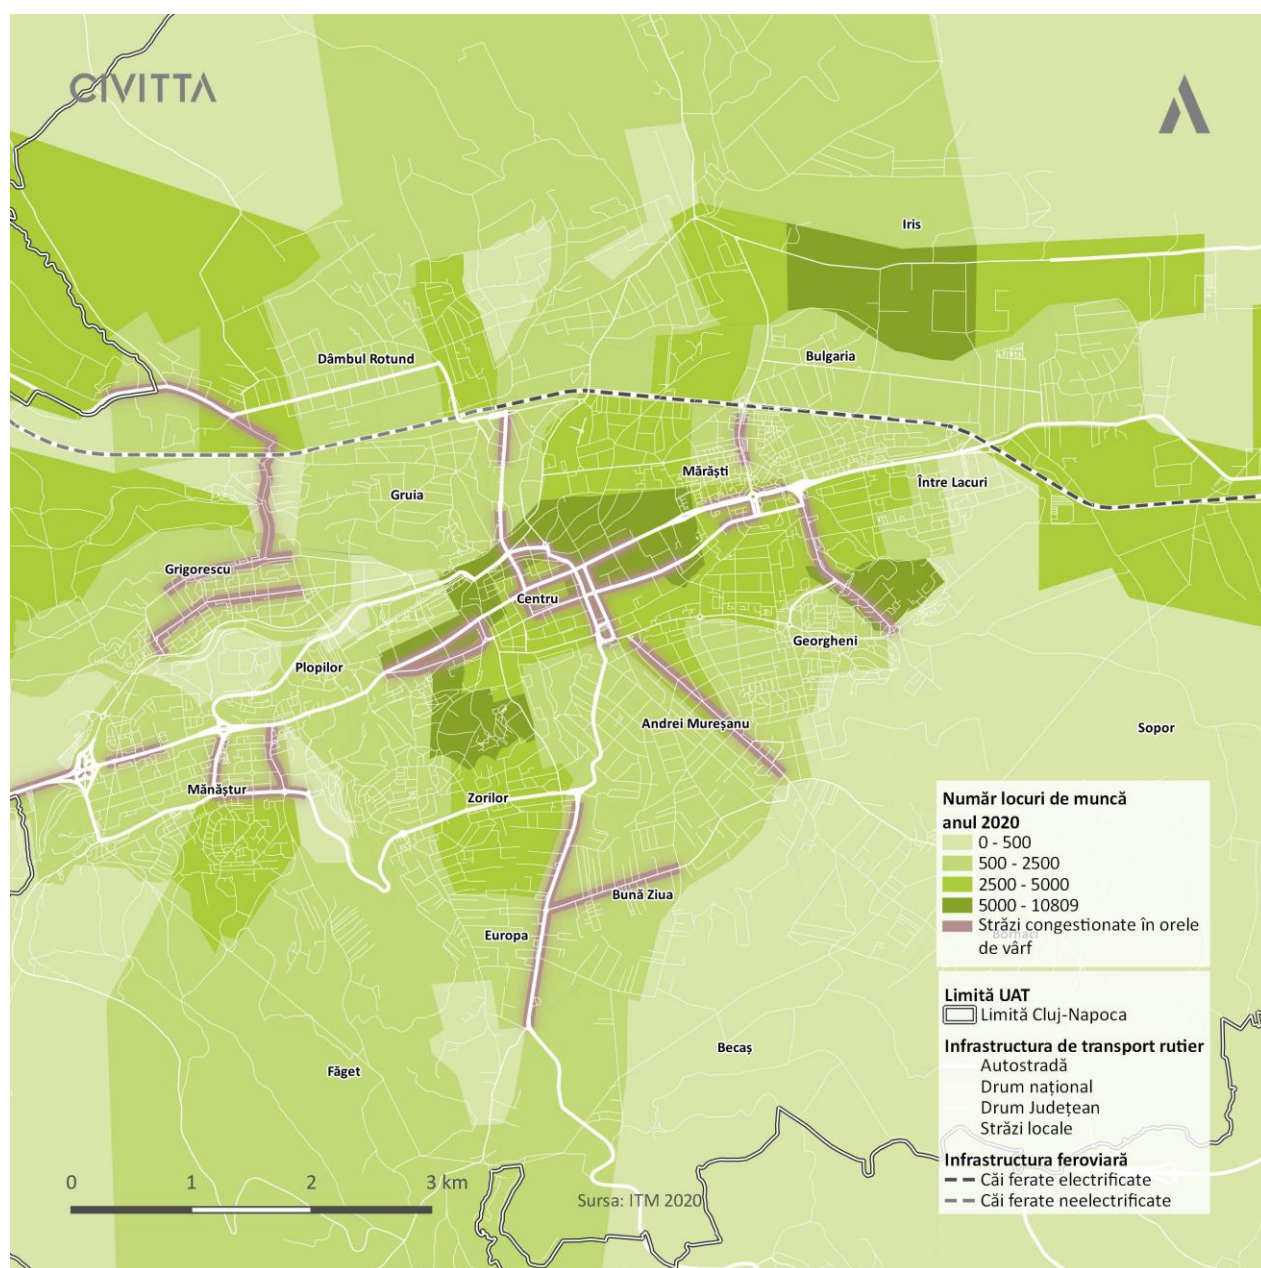 CIVITTA
Iris
Dâmbul Rotund
Bulgaria
Mărăști
Între Lacuri
Gruia
Grigorescu
Centru
Georgheni
Plopilor
Andrei Mureșanu
Sopor
Mănăștur
Zorilor
Bună Ziua
Europa
Becaș
Făget
Număr locuri de muncă
anul 2020
0 - 500
500 - 2500
2500 - 5000
5000 - 10809
Străzi congestionate în orele
de vârf
Borhaci
Limită UAT
Limită Cluj-Napoca
Infrastructura de transport rutier
Autostradă
Drum național
Drum Județean
Străzi locale
Infrastructura feroviară
Căi ferate electrificate
Căi ferate neelectrificate
0 1 2 3 km
Sursa: ITM 2020